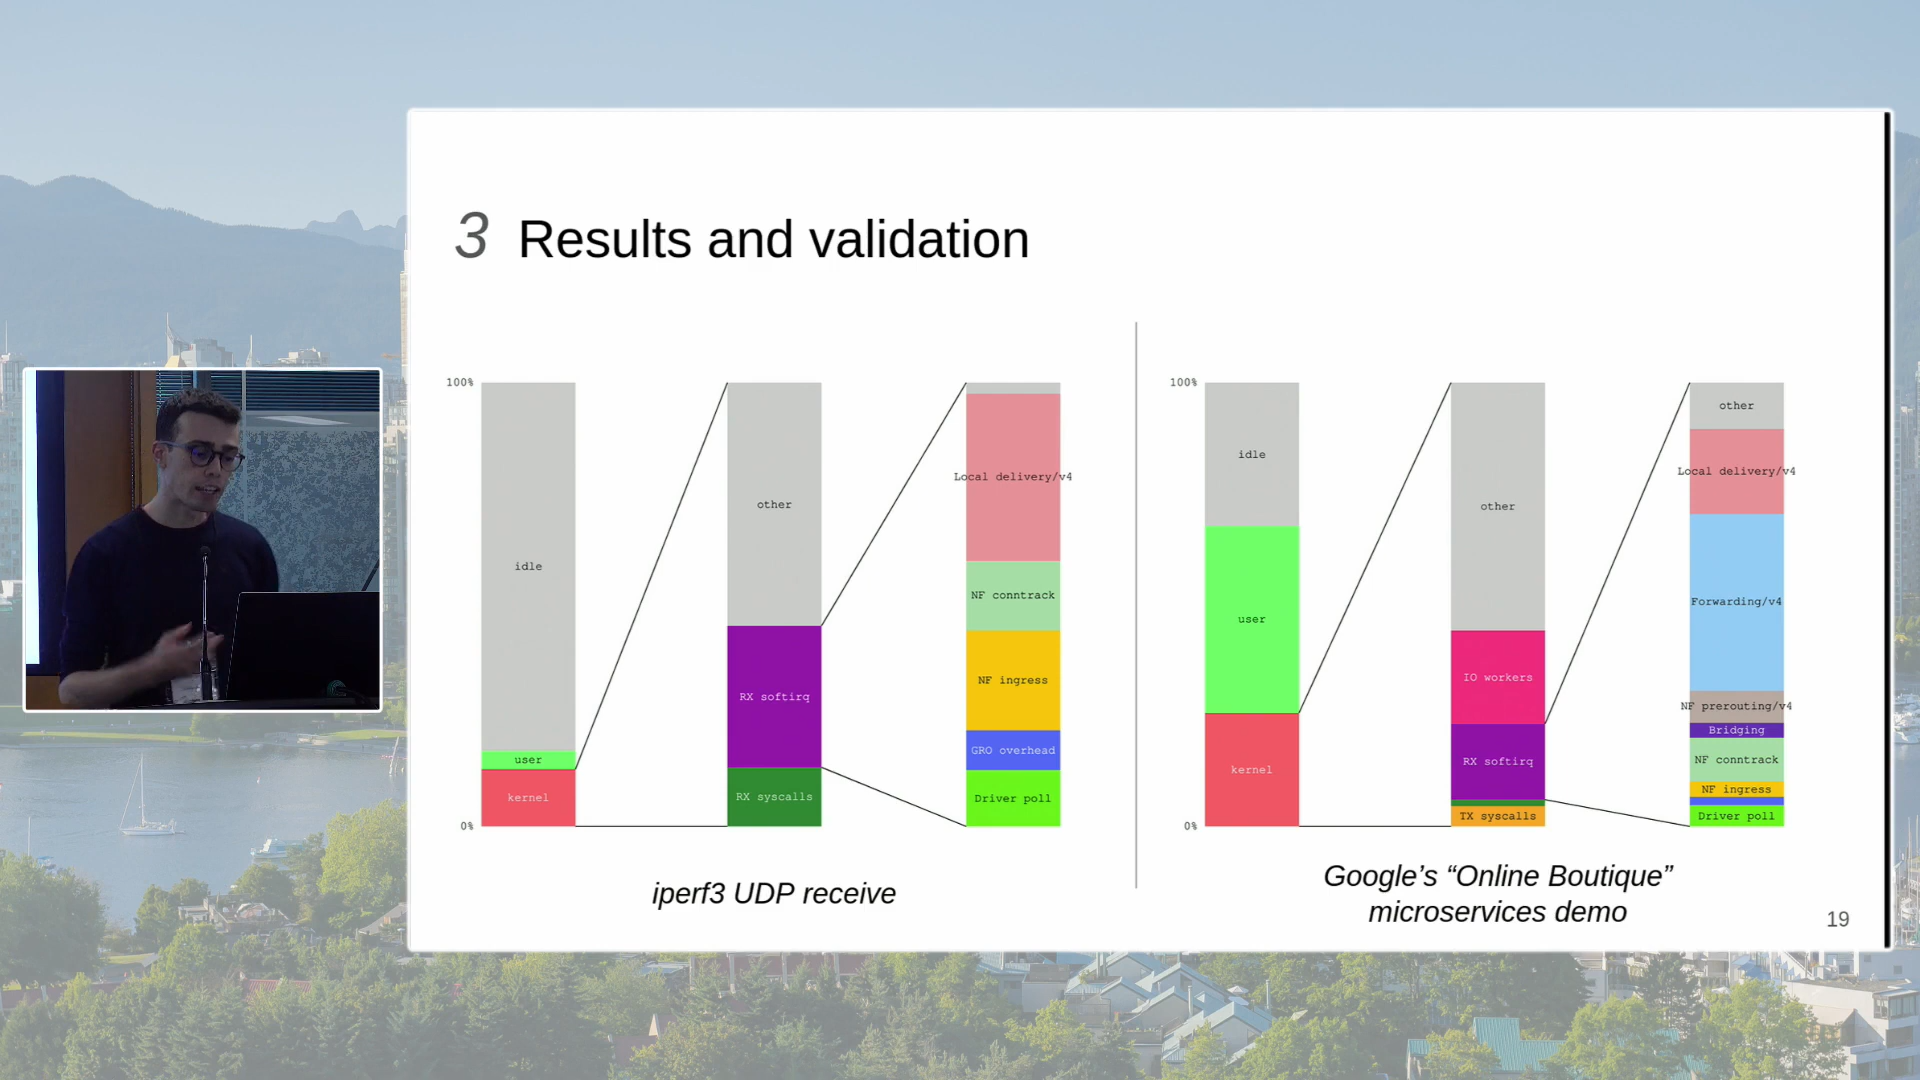 3 Results and validation
100%
idle
user
kernel
0%
other
RX softirq
RX syscalls
Local delivery/v4
NF conntrack
NF ingress
GRO overhead
Driver poll
iperf3 UDP receive
100%
idle
user
kernel
0%
other
IO workers
RX softirq
TX syscalls
other
Local delivery/v4
Forwarding/v4
NF prerouting/v4
Bridging
NF conntrack
NF ingress
Driver poll
Google’s “Online Boutique”
microservices demo
19